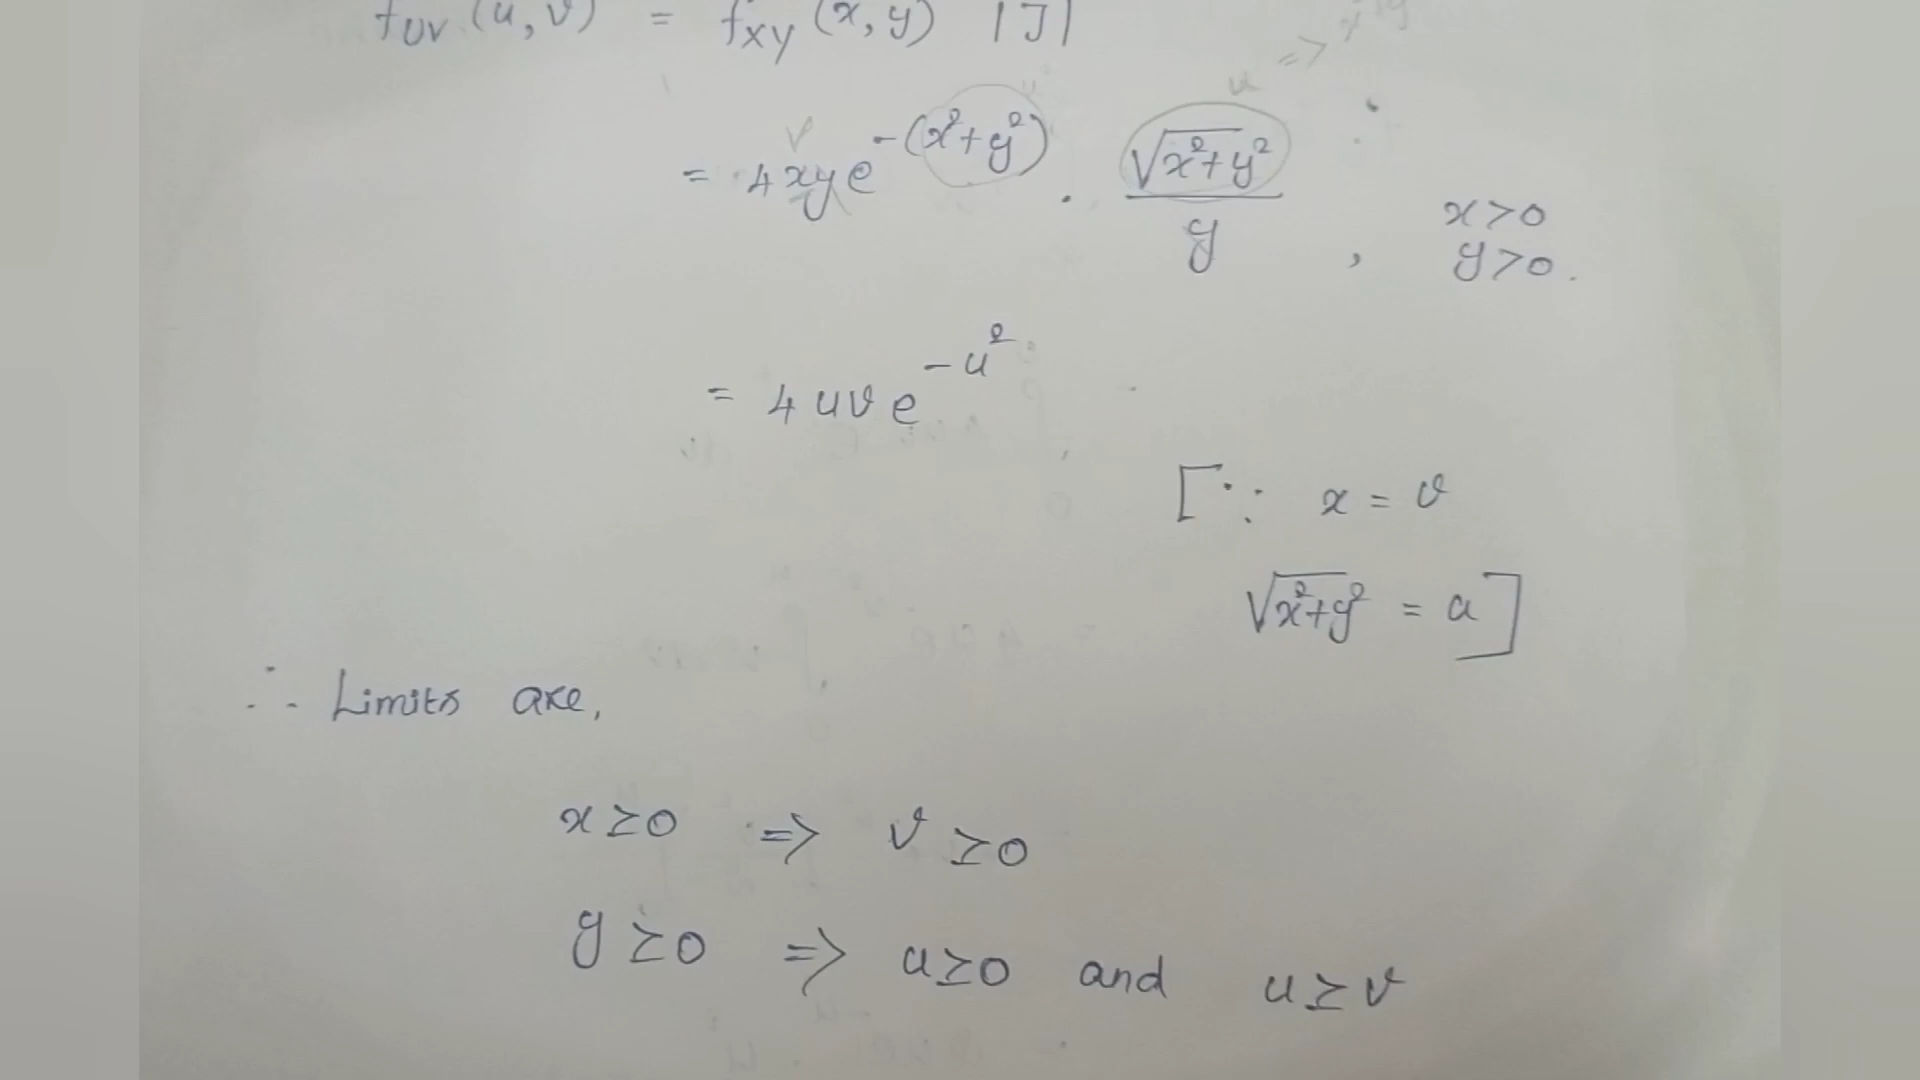 fUV (u, v) = fXY (x, y) |J|
= 4xye^{-(x²+y²)} . \frac{√x²+y²}{y} , x>0
y>0.
u =>
v
= 4uve^{-u²}
[∵ x = v
√x²+y² = u]
∴ Limits are,
x≥0 => v≥0
y≥0 => u≥0 and u≥v